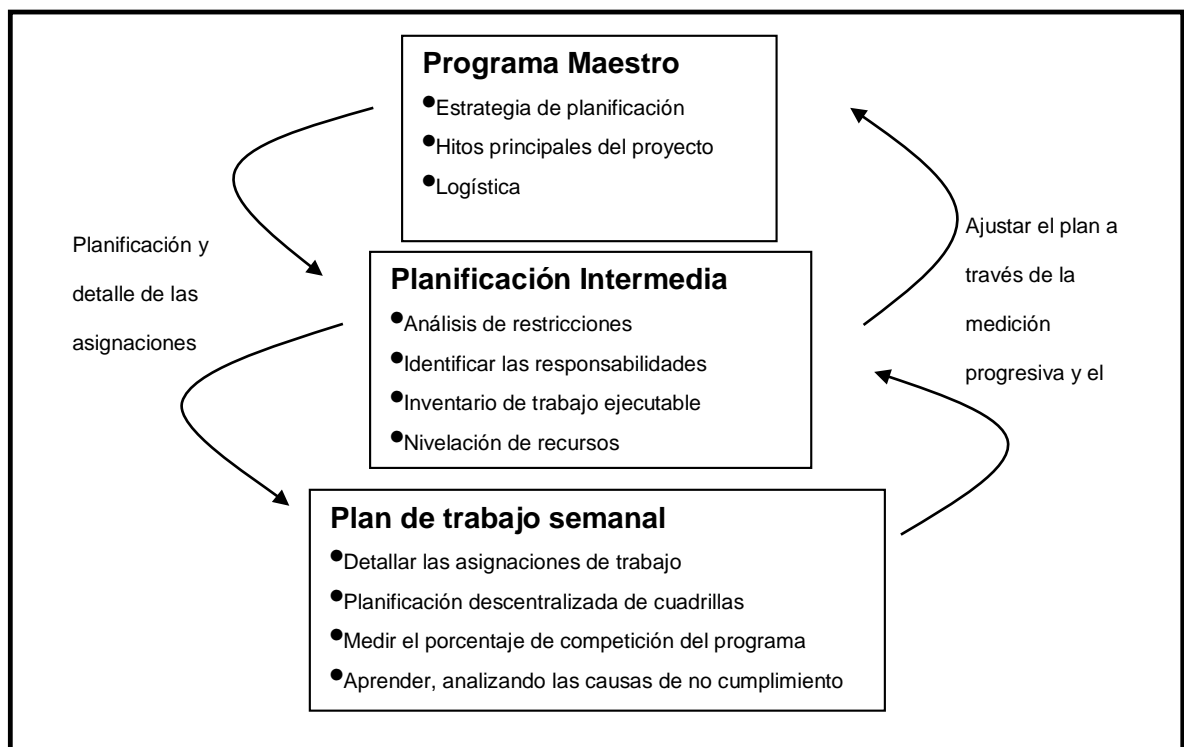 Programa Maestro
●Estrategia de planificación
●Hitos principales del proyecto
●Logística
Planificación y
detalle de las
asignaciones
Ajustar el plan a
través de la
medición
progresiva y el
Planificación Intermedia
●Análisis de restricciones
●Identificar las responsabilidades
●Inventario de trabajo ejecutable
●Nivelación de recursos
Plan de trabajo semanal
●Detallar las asignaciones de trabajo
●Planificación descentralizada de cuadrillas
●Medir el porcentaje de competición del programa
●Aprender, analizando las causas de no cumplimiento